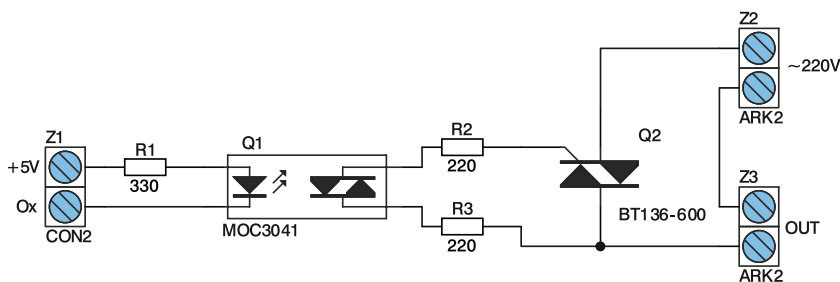 Z2
~220V
ARK2
Z1
R1
Q1
R2
Q2
+5V
330
220
Z3
Ox
R3
BT136-600
OUT
CON2
MOC3041
220
ARK2